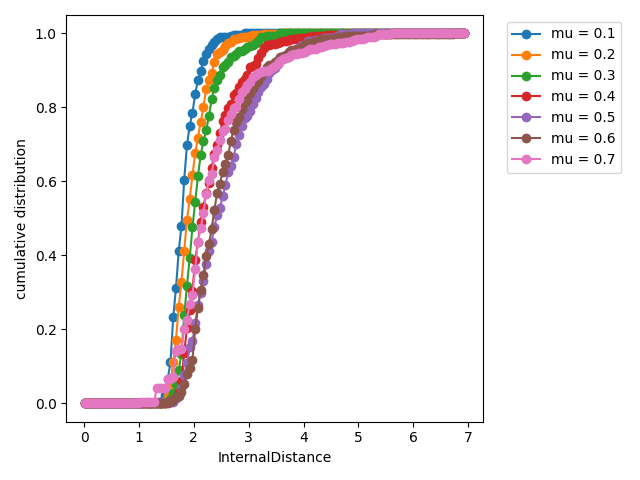 1.0
0.8
0.6
0.4
0.2
0.0
cumulative distribution
0 1 2 3 4 5 6 7
InternalDistance
mu = 0.1
mu = 0.2
mu = 0.3
mu = 0.4
mu = 0.5
mu = 0.6
mu = 0.7